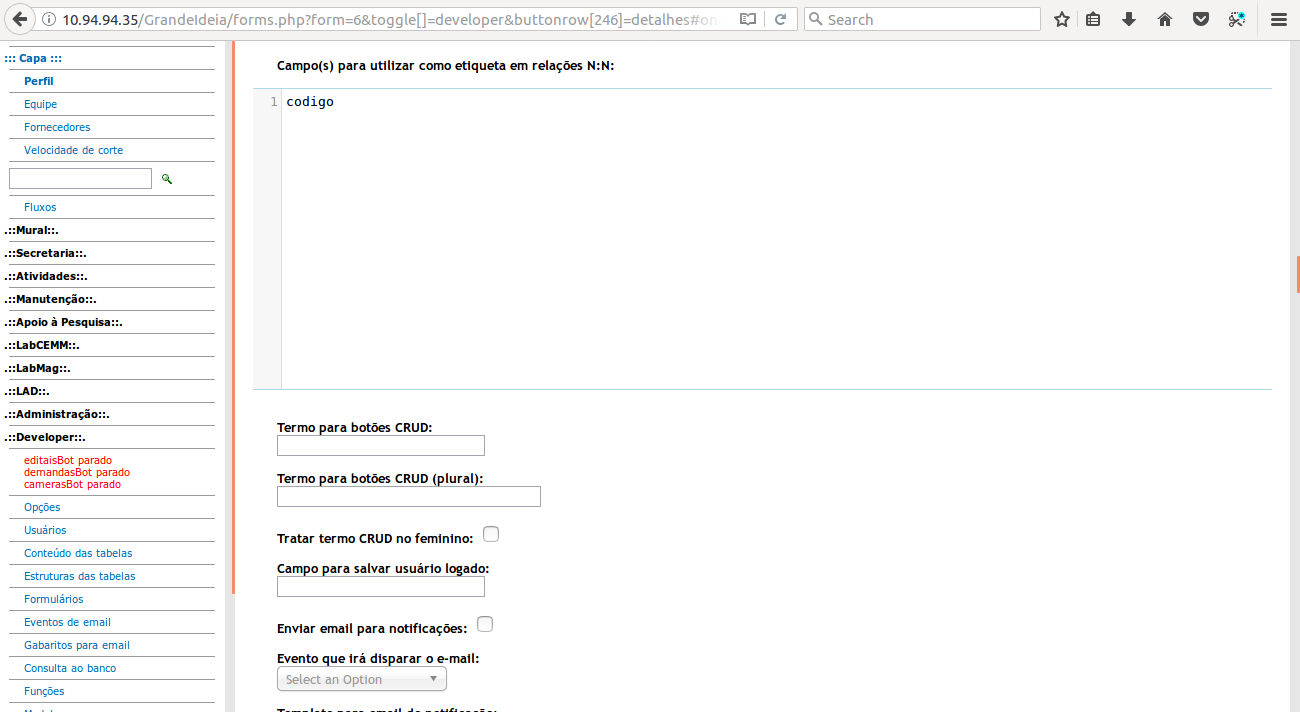 10.94.94.35/GrandeIdeia/forms.php?form=6&toggle[]=developer&buttonrow[246]=detalhes#on
Search
::: Capa :::
Perfil
Equipe
Fornecedores
Velocidade de corte
Fluxos
.::Mural::.
.::Secretaria::.
.::Atividades::.
.::Manutenção::.
.::Apoio à Pesquisa::.
.::LabCEMM::.
.::LabMag::.
.::LAD::.
.::Administração::.
.::Developer::.
editaisBot parado
demandasBot parado
camerasBot parado
Opções
Usuários
Conteúdo das tabelas
Estruturas das tabelas
Formulários
Eventos de email
Gabaritos para email
Consulta ao banco
Funções
Campo(s) para utilizar como etiqueta em relações N:N:
1 codigo
Termo para botões CRUD:
Termo para botões CRUD (plural):
Tratar termo CRUD no feminino:
Campo para salvar usuário logado:
Enviar email para notificações:
Evento que irá disparar o e-mail:
Select an Option
Template para email de notificação: